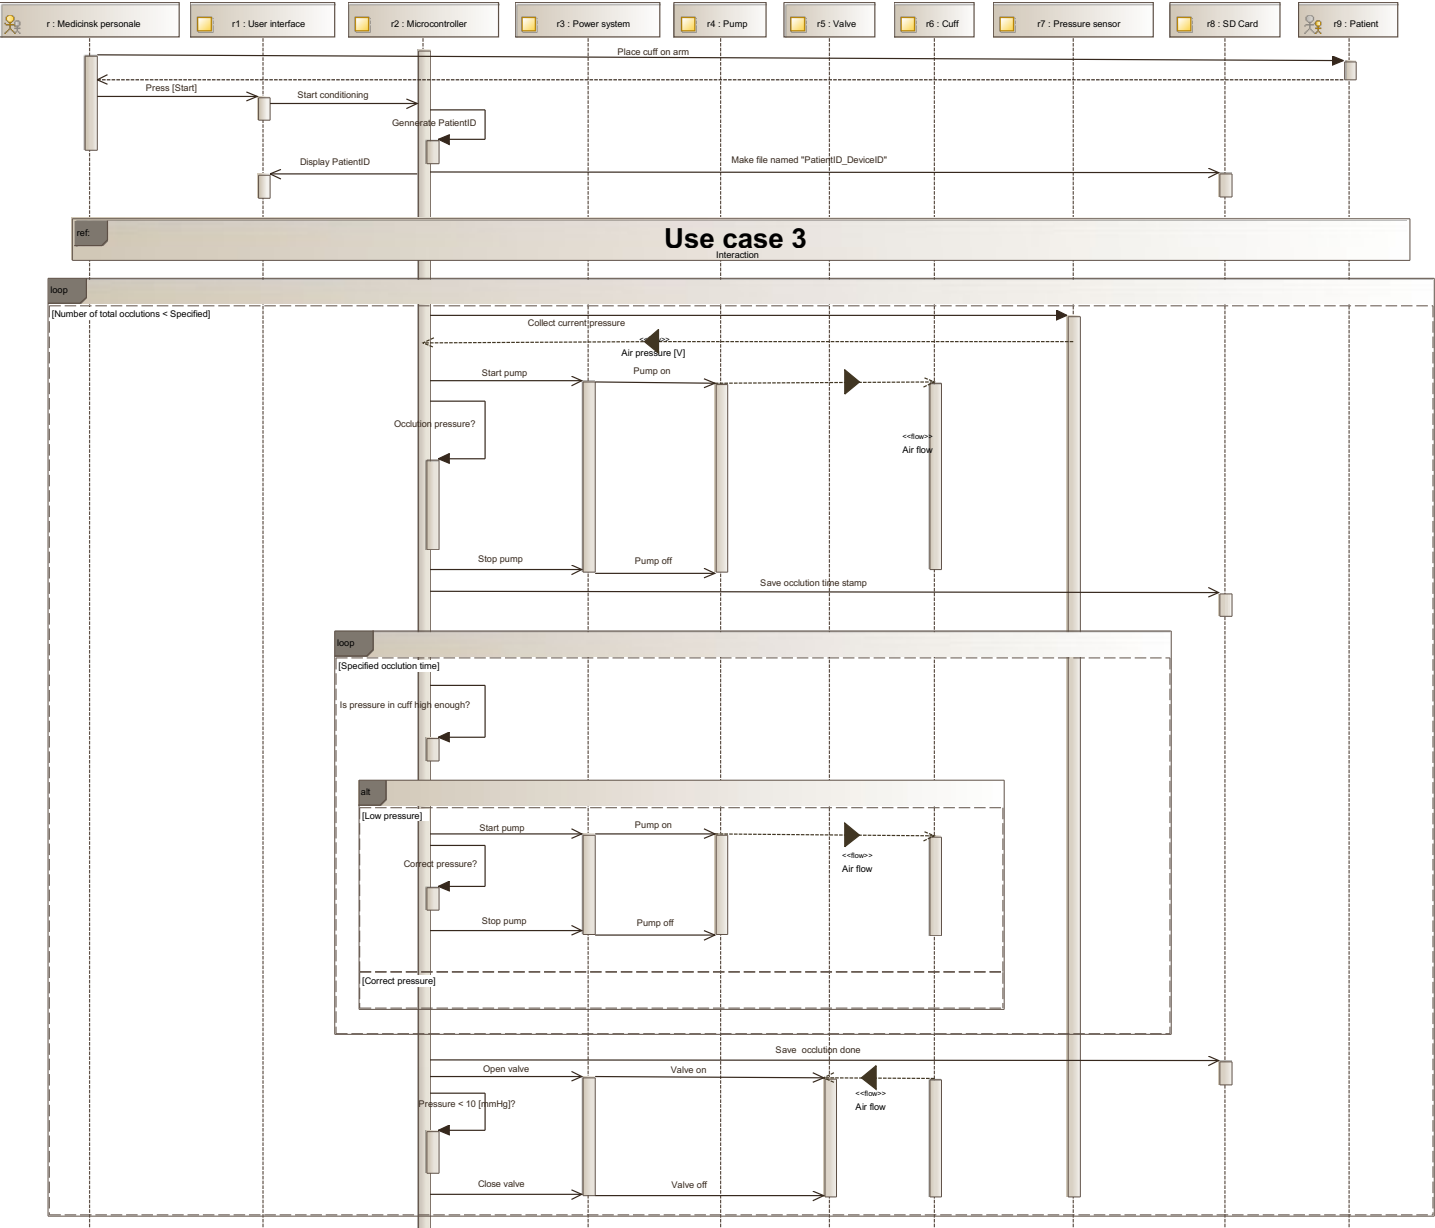 r : Medicinsk personale
r1 : User interface
r2 : Microcontroller
r3 : Power system
r4 : Pump
r5 : Valve
r6 : Cuff
r7 : Pressure sensor
r8 : SD Card
r9 : Patient
Place cuff on arm
Press [Start]
Start conditioning
Gennerate PatientID
Display PatientID
Make file named "PatientID_DeviceID"
ref:
Use case 3
Interaction
loop
[Number of total occlutions < Specified]
Collect current pressure
Air pressure [V]
Start pump
Pump on
Occlution pressure?
<<flow>>
Air flow
Stop pump
Pump off
Save occlution time stamp
loop
[Specified occlution time]
Is pressure in cuff high enough?
alt
[Low pressure]
Start pump
Pump on
<<flow>>
Air flow
Correct pressure?
Stop pump
Pump off
[Correct pressure]
Save occlution done
Open valve
Valve on
<<flow>>
Air flow
Pressure < 10 [mmHg]?
Close valve
Valve off